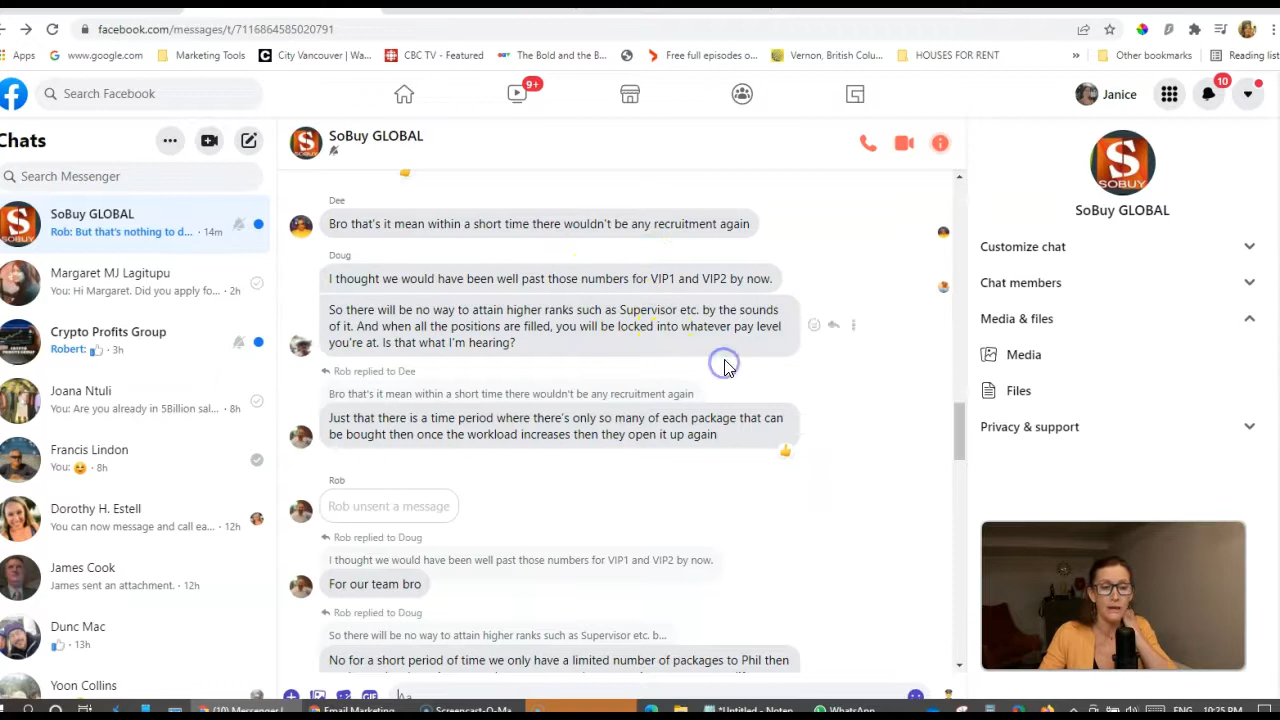 facebook.com/messages/t/7116864585020791
Apps
www.google.com
Marketing Tools
City Vancouver | Wa...
CBC TV - Featured
The Bold and the B...
Free full episodes o...
Vernon, British Colu...
HOUSES FOR RENT
»
Other bookmarks
Reading list
Search Facebook
9+
Janice
10
Chats
Search Messenger
SoBuy GLOBAL
Rob: But that's nothing to d... · 14m
Margaret MJ Lagitupu
You: Hi Margaret. Did you apply fo... · 2h
Crypto Profits Group
Robert: 👍 · 3h
Joana Ntuli
You: Are you already in 5Billion sal... · 8h
Francis Lindon
You: 😊 · 8h
Dorothy H. Estell
You can now message and call ea... · 12h
James Cook
James sent an attachment. · 12h
Dunc Mac
👍 · 13h
Yoon Collins
SoBuy GLOBAL
Dee
Bro that's it mean within a short time there wouldn't be any recruitment again
Doug
I thought we would have been well past those numbers for VIP1 and VIP2 by now.
So there will be no way to attain higher ranks such as Supervisor etc. by the sounds
of it. And when all the positions are filled, you will be locked into whatever pay level
you're at. Is that what I'm hearing?
Rob replied to Dee
Bro that's it mean within a short time there wouldn't be any recruitment again
Just that there is a time period where there's only so many of each package that can
be bought then once the workload increases then they open it up again
Rob
Rob unsent a message
Rob replied to Doug
I thought we would have been well past those numbers for VIP1 and VIP2 by now.
For our team bro
Rob replied to Doug
So there will be no way to attain higher ranks such as Supervisor etc. b...
No for a short period of time we only have a limited number of packages to Phil then
GIF
Aa
S
SOBUY
SoBuy GLOBAL
Customize chat
Chat members
Media & files
Media
Files
Privacy & support
(10) Messenger |
Email Marketing
Screencast-O-Ma
*Untitled - Noten
WhatsApp
ENG
10:25 PM